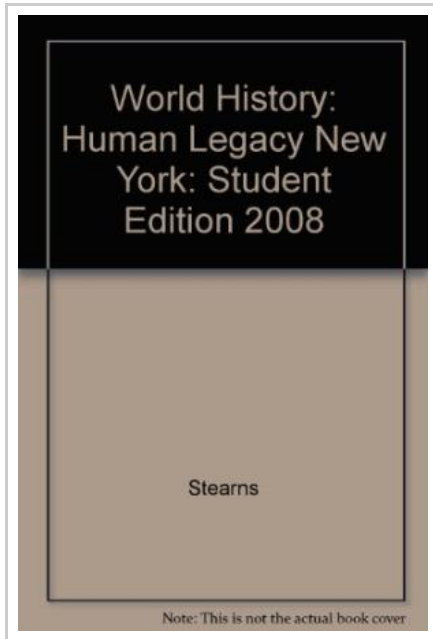 World History:
Human Legacy New
York: Student
Edition 2008
Stearns
Note: This is not the actual book cover